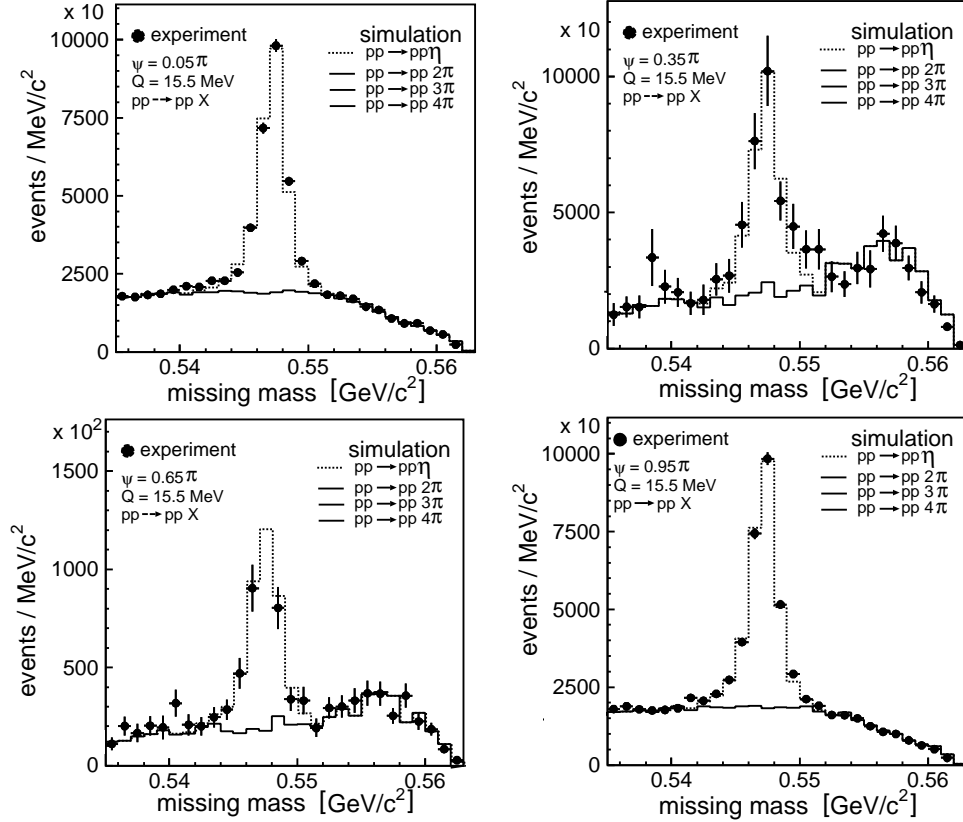 x 10
10000
7500
5000
2500
0
events / MeV/c²
experiment
ψ = 0.05π
Q = 15.5 MeV
pp → pp X
simulation
pp → ppη
pp → pp 2π
pp → pp 3π
pp → pp 4π
0.54 0.55 0.56
missing mass [GeV/c²]
x 10
10000
5000
0
events / MeV/c²
experiment
ψ = 0.35π
Q = 15.5 MeV
pp → pp X
simulation
pp → ppη
pp → pp 2π
pp → pp 3π
pp → pp 4π
0.54 0.55 0.56
missing mass [GeV/c²]
x 10²
1500
1000
500
0
events / MeV/c²
experiment
ψ = 0.65π
Q = 15.5 MeV
pp → pp X
simulation
pp → ppη
pp → pp 2π
pp → pp 3π
pp → pp 4π
0.54 0.55 0.56
missing mass [GeV/c²]
x 10
10000
7500
5000
2500
0
events / MeV/c²
experiment
ψ = 0.95π
Q = 15.5 MeV
pp → pp X
simulation
pp → ppη
pp → pp 2π
pp → pp 3π
pp → pp 4π
0.54 0.55 0.56
missing mass [GeV/c²]